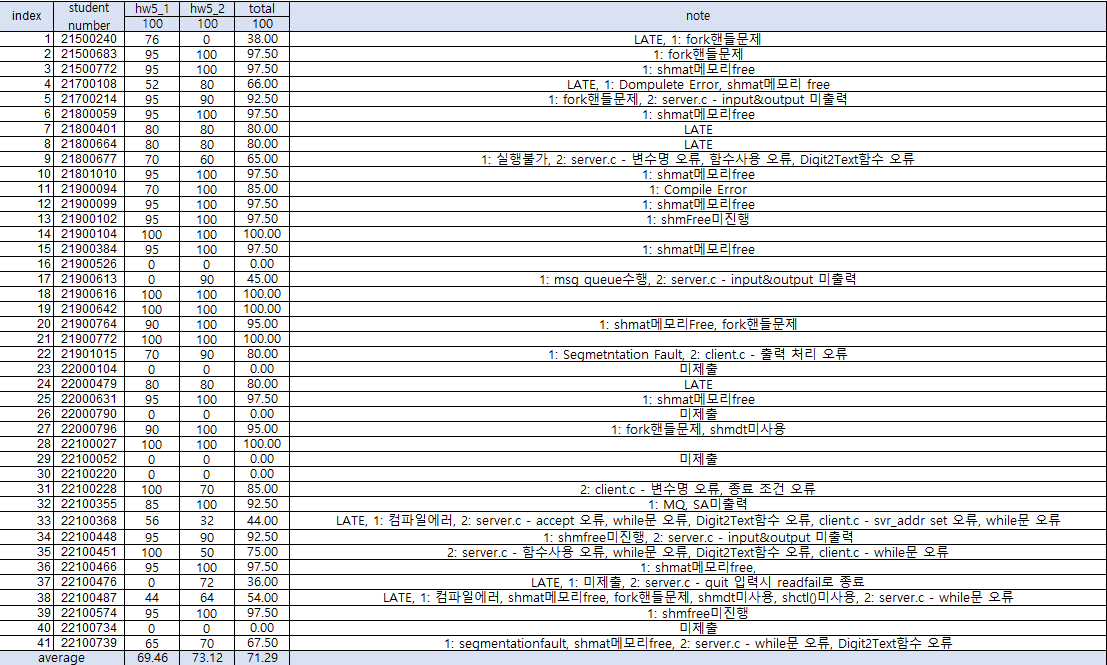 index student number hw5_1 hw5_2 total note
100 100 100
1 21500240 76 0 38.00 LATE, 1: fork핸들문제
2 21500683 95 100 97.50 1: fork핸들문제
3 21500772 95 100 97.50 1: shmat메모리free
4 21700108 52 80 66.00 LATE, 1: Dompulete Error, shmat메모리 free
5 21700214 95 90 92.50 1: fork핸들문제, 2: server.c - input&output 미출력
6 21800059 95 100 97.50 1: shmat메모리free
7 21800401 80 80 80.00 LATE
8 21800664 80 80 80.00 LATE
9 21800677 70 60 65.00 1: 실행불가, 2: server.c - 변수명 오류, 함수사용 오류, Digit2Text함수 오류
10 21801010 95 100 97.50 1: shmat메모리free
11 21900094 70 100 85.00 1: Compile Error
12 21900099 95 100 97.50 1: shmat메모리free
13 21900102 95 100 97.50 1: shmFree미진행
14 21900104 100 100 100.00
15 21900384 95 100 97.50 1: shmat메모리free
16 21900526 0 0 0.00
17 21900613 0 90 45.00 1: msg queue수행, 2: server.c - input&output 미출력
18 21900616 100 100 100.00
19 21900642 100 100 100.00
20 21900764 90 100 95.00 1: shmat메모리Free, fork핸들문제
21 21900772 100 100 100.00
22 21901015 70 90 80.00 1: Segmetntation Fault, 2: client.c - 출력 처리 오류
23 22000104 0 0 0.00 미제출
24 22000479 80 80 80.00 LATE
25 22000631 95 100 97.50 1: shmat메모리free
26 22000790 0 0 0.00 미제출
27 22000796 90 100 95.00 1: fork핸들문제, shmdt미사용
28 22100027 100 100 100.00
29 22100052 0 0 0.00 미제출
30 22100220 0 0 0.00
31 22100228 100 70 85.00 2: client.c - 변수명 오류, 종료 조건 오류
32 22100355 85 100 92.50 1: MQ, SA미출력
33 22100368 56 32 44.00 LATE, 1: 컴파일에러, 2: server.c - accept 오류, while문 오류, Digit2Text함수 오류, client.c - svr_addr set 오류, while문 오류
34 22100448 95 90 92.50 1: shmfree미진행, 2: server.c - input&output 미출력
35 22100451 100 50 75.00 2: server.c - 함수사용 오류, while문 오류, Digit2Text함수 오류, client.c - while문 오류
36 22100466 95 100 97.50 1: shmat메모리free,
37 22100476 0 72 36.00 LATE, 1: 미제출, 2: server.c - quit 입력시 readfail로 종료
38 22100487 44 64 54.00 LATE, 1: 컴파일에러, shmat메모리free, fork핸들문제, shmdt미사용, shctl()미사용, 2: server.c - while문 오류
39 22100574 95 100 97.50 1: shmfree미진행
40 22100734 0 0 0.00 미제출
41 22100739 65 70 67.50 1: segmentationfault, shmat메모리free, 2: server.c - while문 오류, Digit2Text함수 오류
average 69.46 73.12 71.29